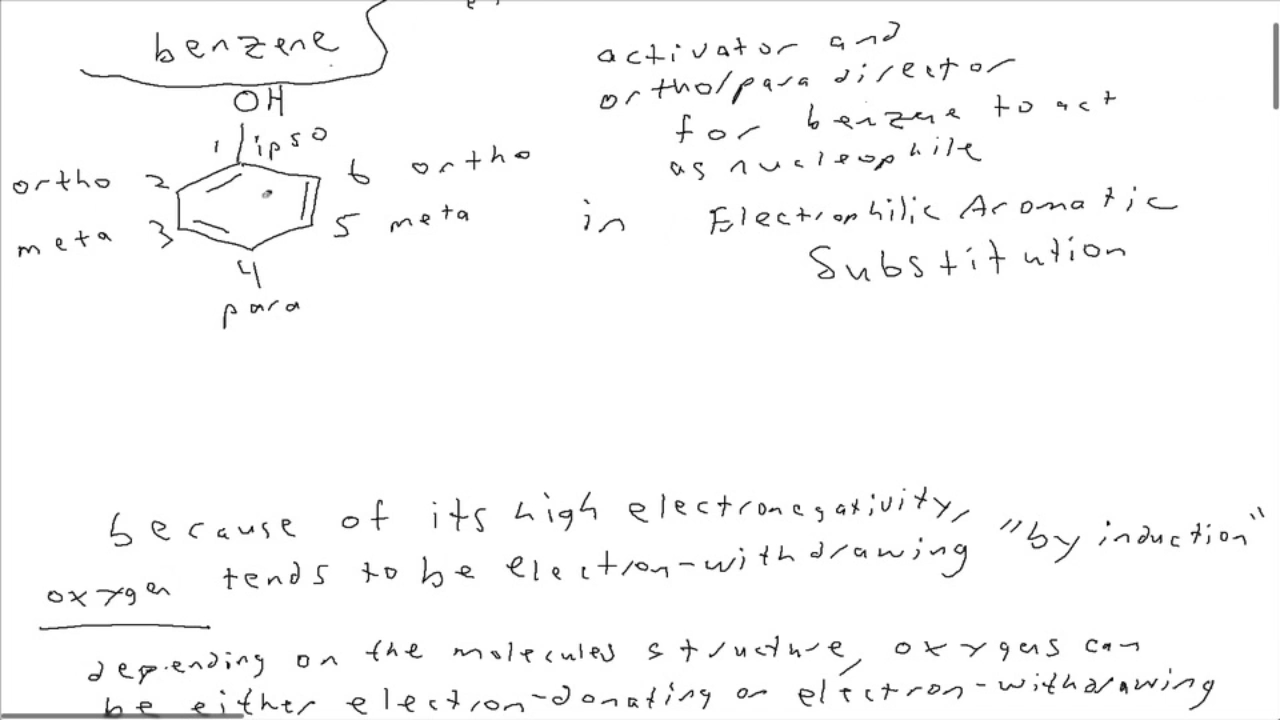 benzene
OH
1 ipso
ortho 2
6 ortho
meta 3
5 meta
4
para
activator and
ortho/para director
for benzene to act
as nucleophile
in Electrophilic Aromatic
Substitution
because of its high electronegativity, "by induction"
oxygen tends to be electron-withdrawing
depending on the molecules structure, oxygens can
be either electron-donating or electron-withdrawing